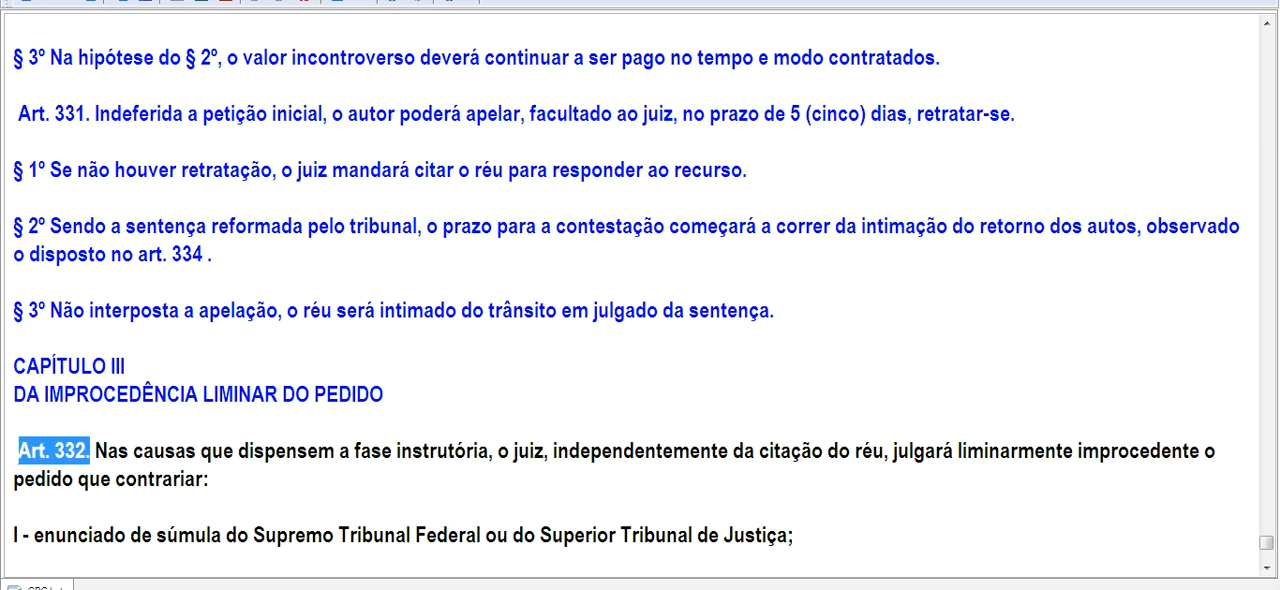 § 3º Na hipótese do § 2º, o valor incontroverso deverá continuar a ser pago no tempo e modo contratados.
Art. 331. Indeferida a petição inicial, o autor poderá apelar, facultado ao juiz, no prazo de 5 (cinco) dias, retratar-se.
§ 1º Se não houver retratação, o juiz mandará citar o réu para responder ao recurso.
§ 2º Sendo a sentença reformada pelo tribunal, o prazo para a contestação começará a correr da intimação do retorno dos autos, observado
o disposto no art. 334 .
§ 3º Não interposta a apelação, o réu será intimado do trânsito em julgado da sentença.
CAPÍTULO III
DA IMPROCEDÊNCIA LIMINAR DO PEDIDO
Art. 332. Nas causas que dispensem a fase instrutória, o juiz, independentemente da citação do réu, julgará liminarmente improcedente o
pedido que contrariar:
I - enunciado de súmula do Supremo Tribunal Federal ou do Superior Tribunal de Justiça;